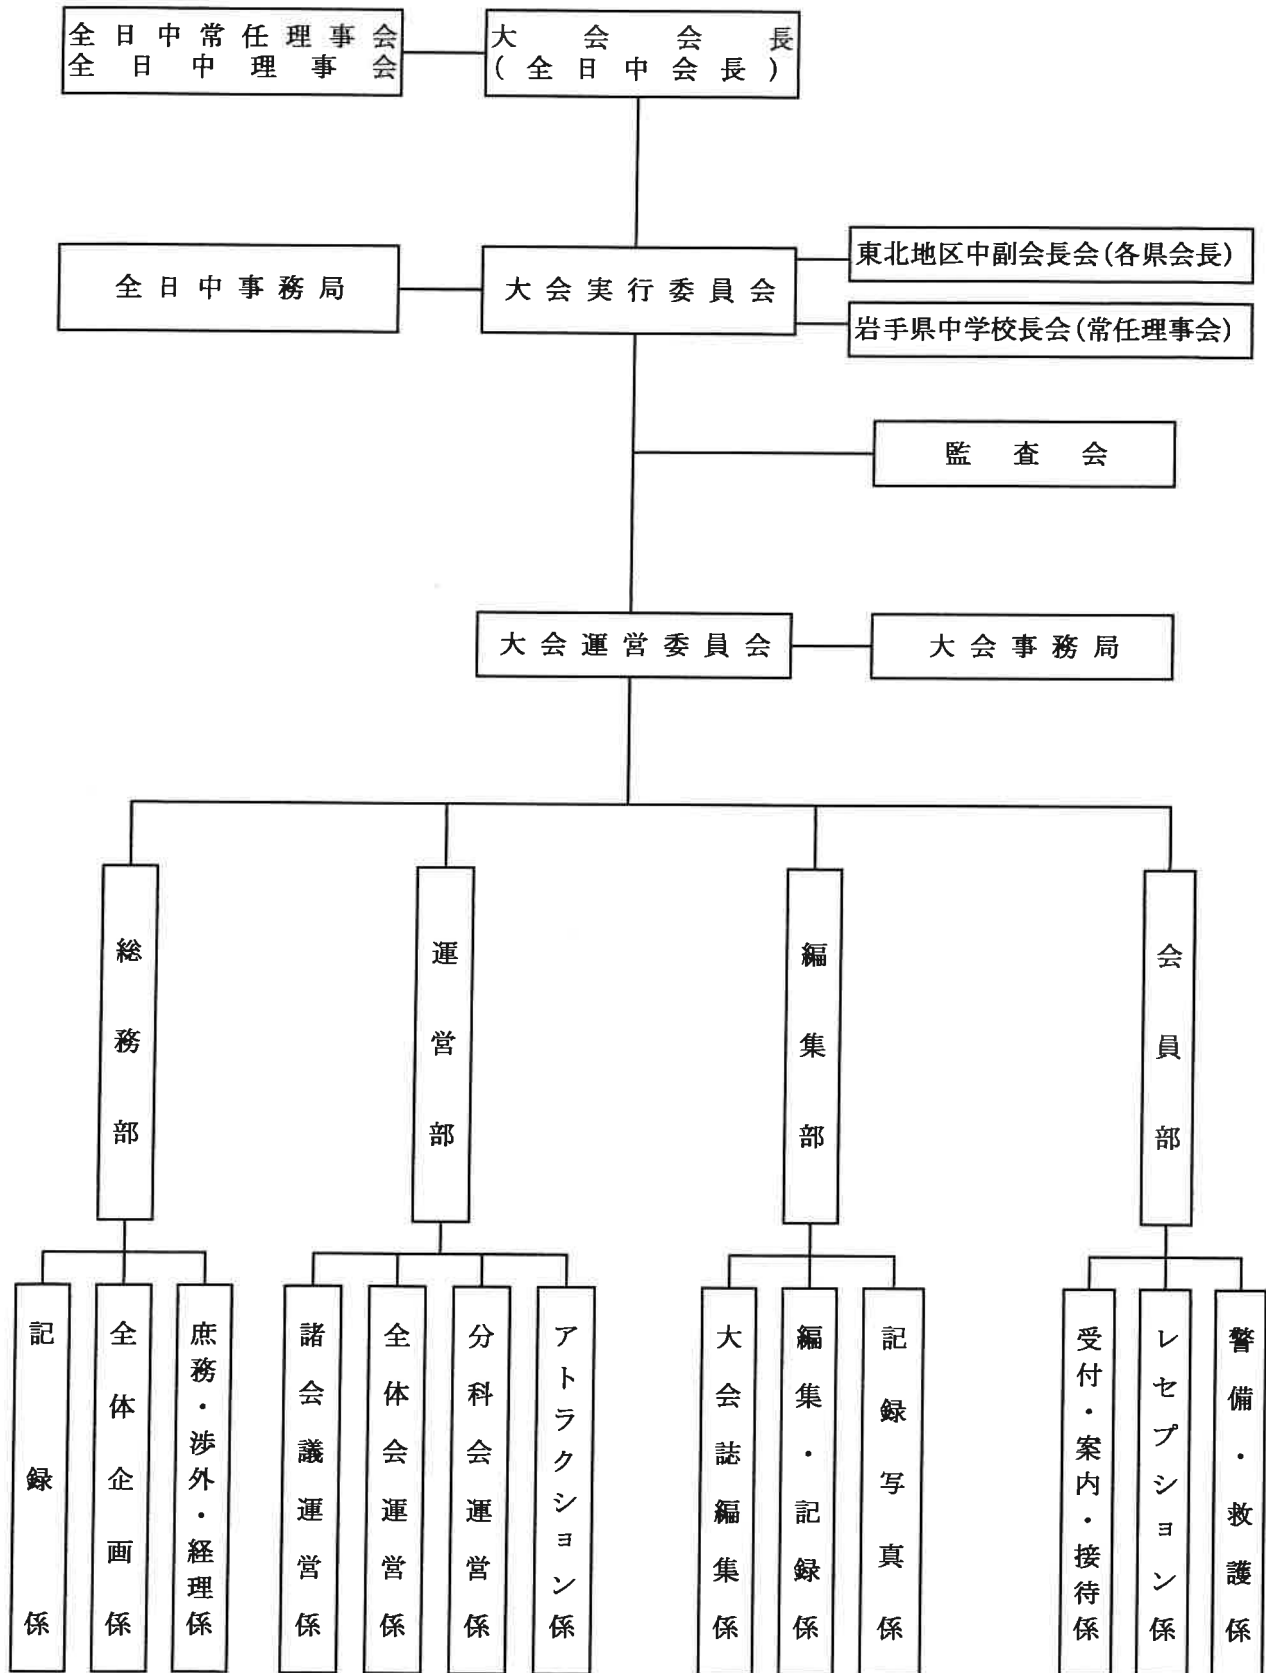 全日中常任理事会
全日中理事会
大会会長
(全日中会長)
全日中事務局
大会実行委員会
東北地区中副会長会(各県会長)
岩手県中学校長会(常任理事会)
監査会
大会運営委員会
大会事務局
総務部
運営部
編集部
会員部
記録係
全体企画係
庶務・渉外・経理係
諸会議運営係
全体会運営係
分科会運営係
アトラクション係
大会誌編集係
編集・記録係
記録写真係
受付・案内・接待係
レセプション係
警備・救護係